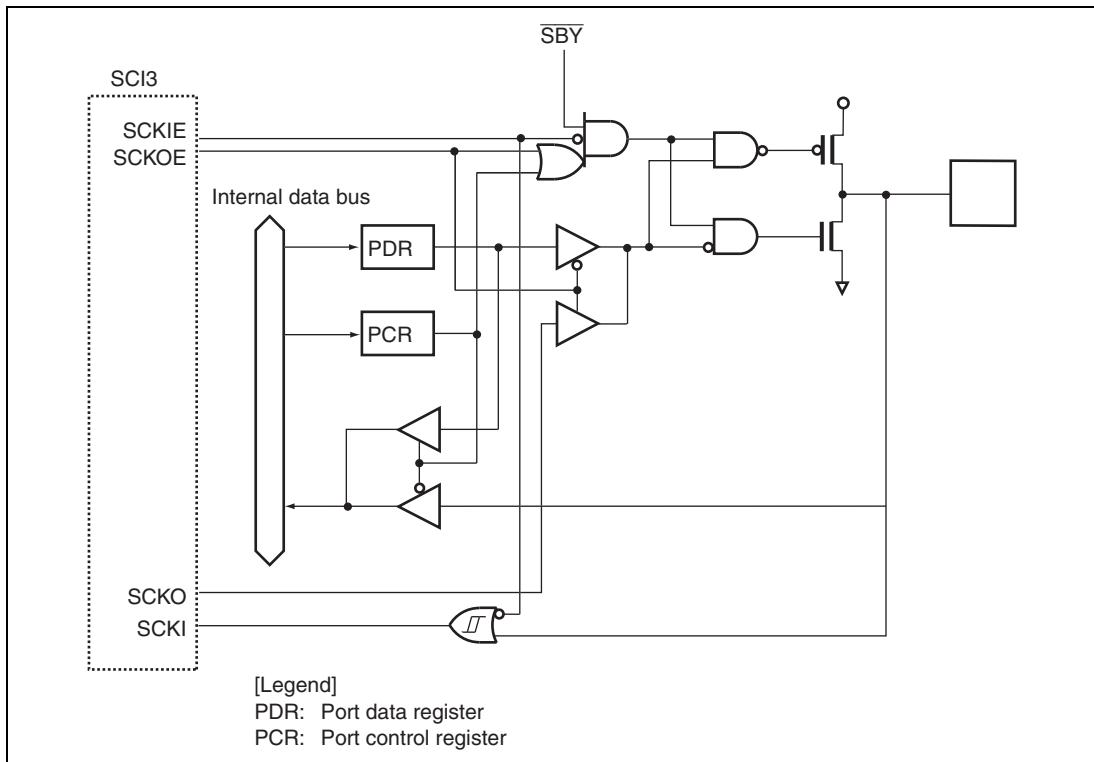 SBY
SCI3
SCKIE
SCKOE
Internal data bus
PDR
PCR
SCKO
SCKI
[Legend]
PDR: Port data register
PCR: Port control register